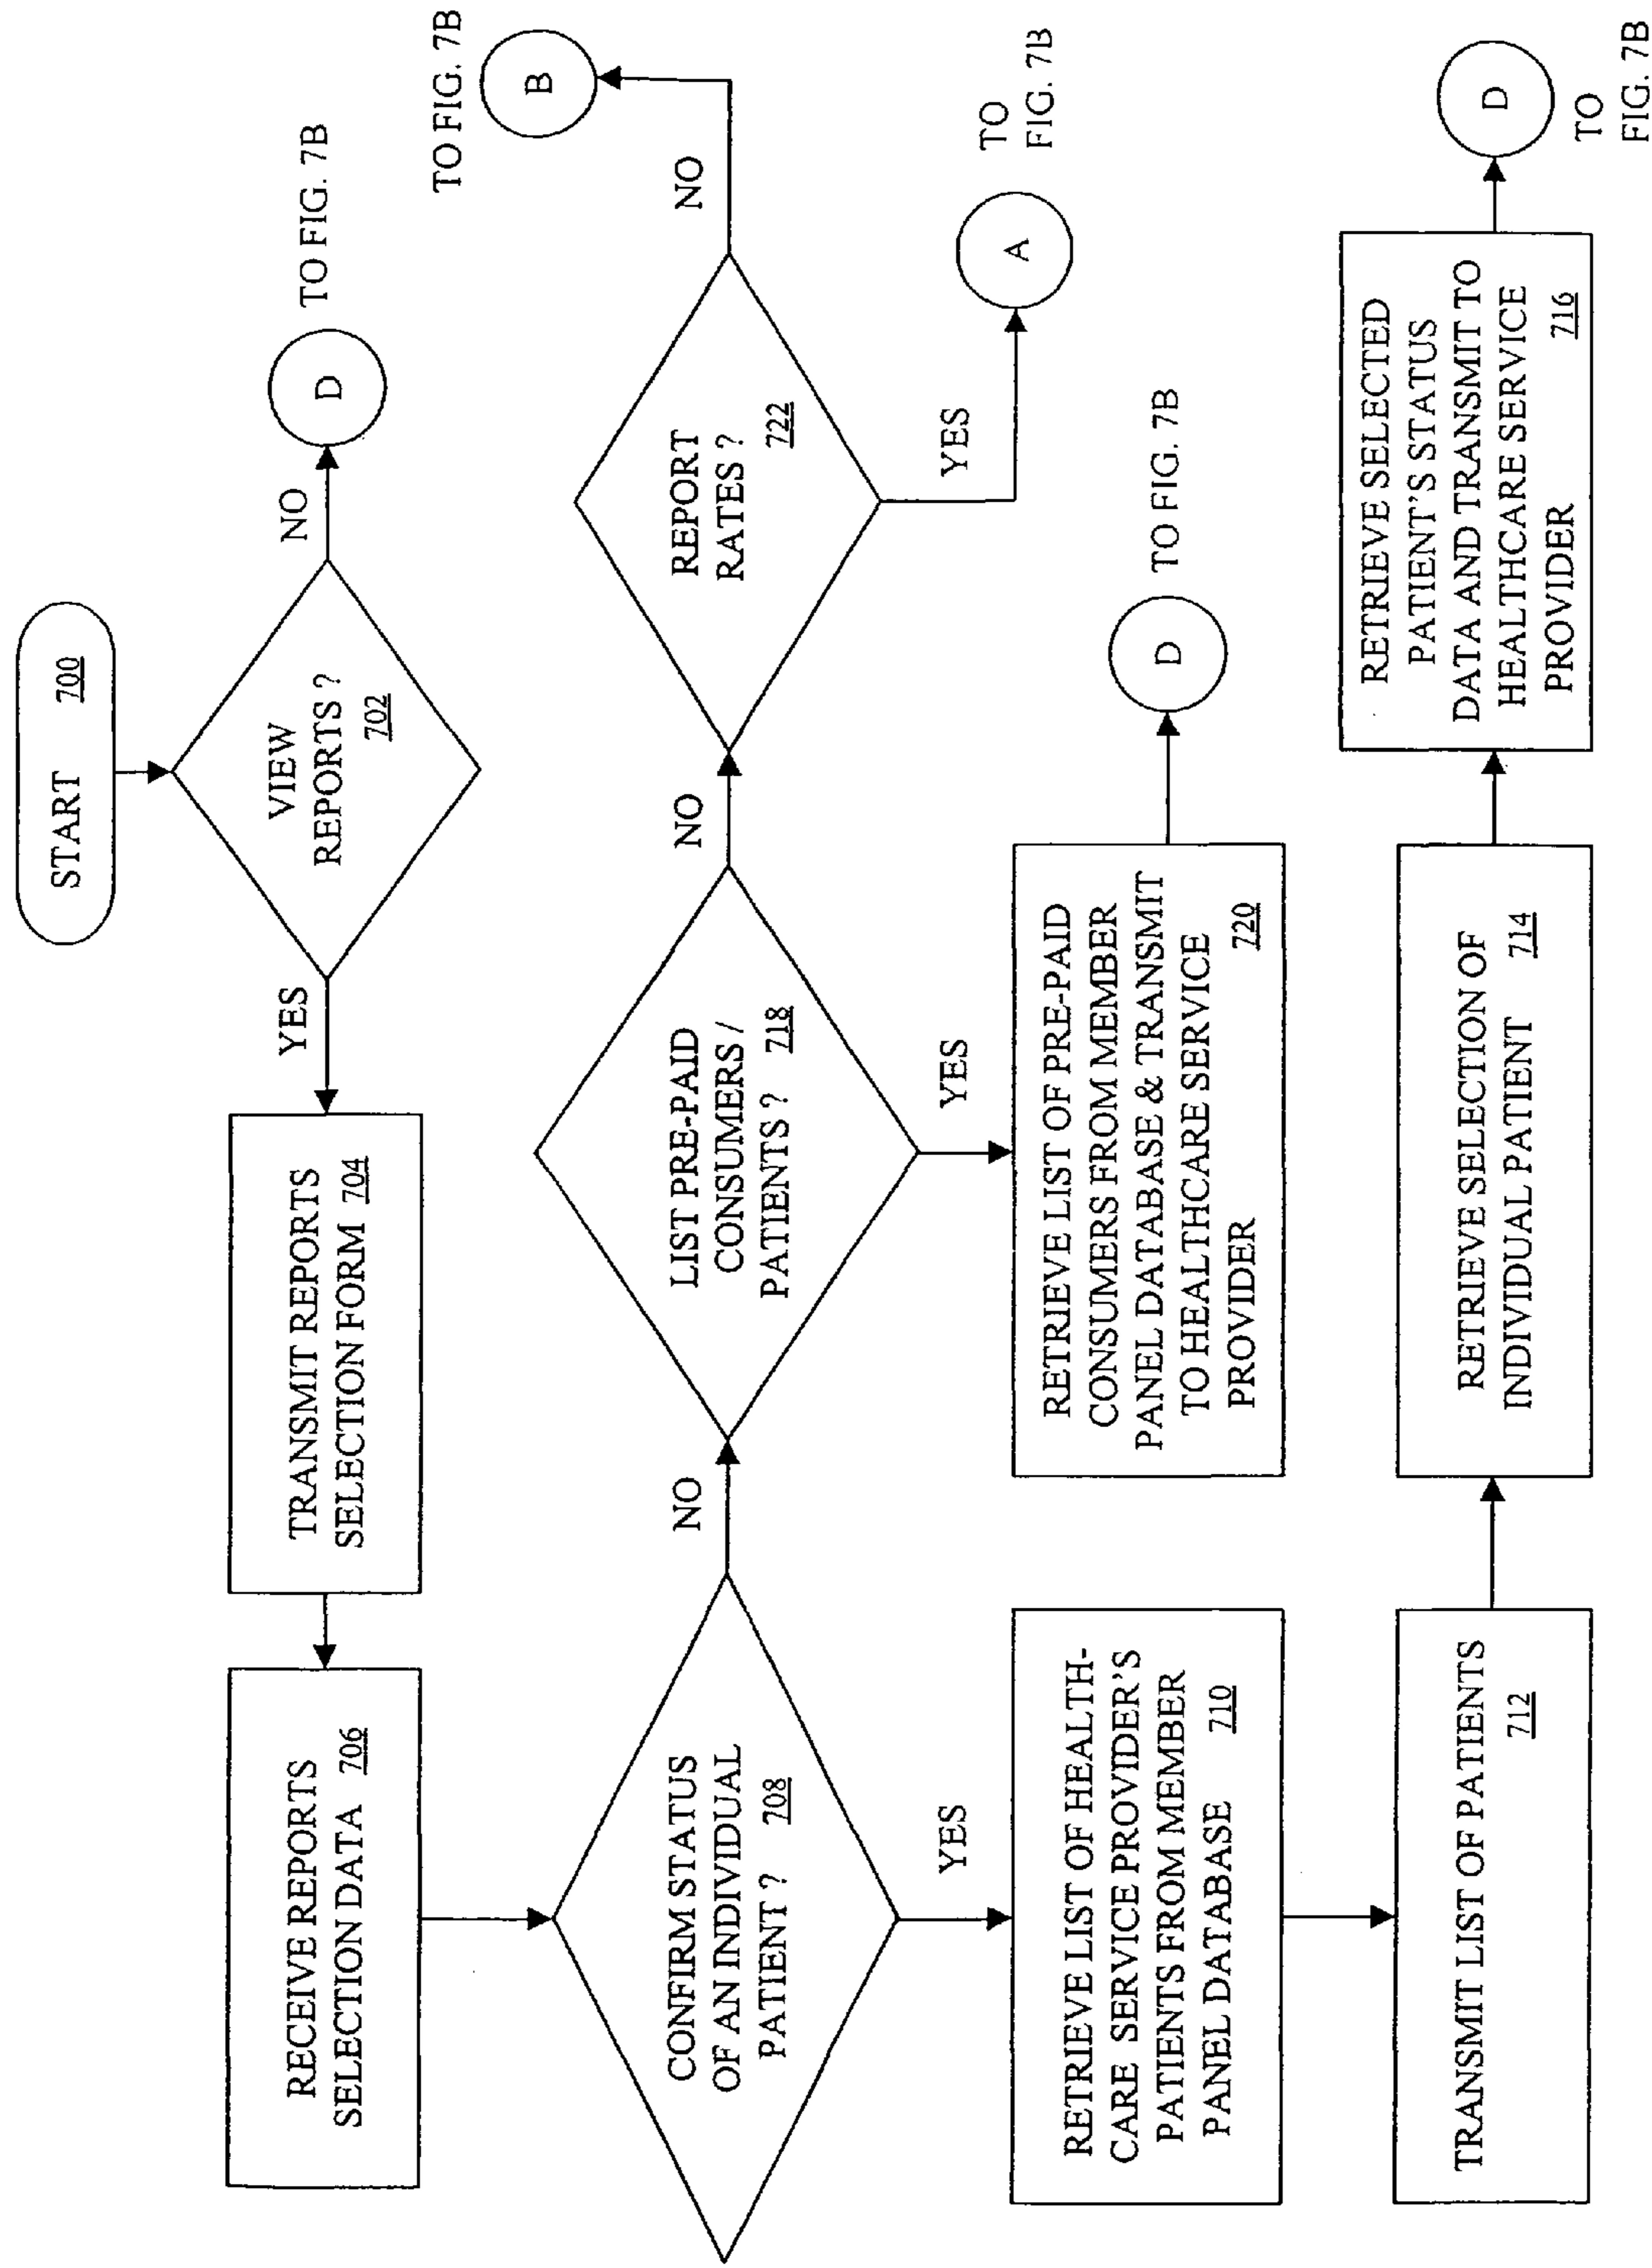 START 700
VIEW
REPORTS ?
702
NO
D
TO FIG. 7B
YES
TRANSMIT REPORTS
SELECTION FORM 704
RECEIVE REPORTS
SELECTION DATA 706
CONFIRM STATUS
OF AN INDIVIDUAL
PATIENT ? 708
NO
LIST PRE-PAID
CONSUMERS /
PATIENTS ? 718
NO
REPORT
RATES ? 722
NO
B
TO FIG. 7B
YES
A
TO
FIG. 7B
YES
RETRIEVE LIST OF PRE-PAID
CONSUMERS FROM MEMBER
PANEL DATABASE & TRANSMIT
TO HEALTHCARE SERVICE
PROVIDER 720
D
TO FIG. 7B
YES
RETRIEVE LIST OF HEALTH-
CARE SERVICE PROVIDER'S
PATIENTS FROM MEMBER
PANEL DATABASE 710
TRANSMIT LIST OF PATIENTS
712
RETRIEVE SELECTION OF
INDIVIDUAL PATIENT 714
RETRIEVE SELECTED
PATIENT'S STATUS
DATA AND TRANSMIT TO
HEALTHCARE SERVICE
PROVIDER 716
D
TO
FIG. 7B